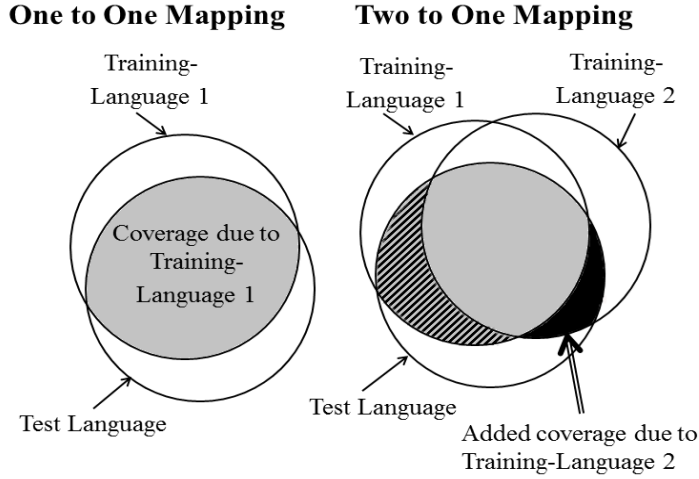 One to One Mapping
Training-
Language 1
Coverage due to
Training-
Language 1
Test Language
Two to One Mapping
Training-
Language 1
Training-
Language 2
Test Language
Added coverage due to
Training-Language 2